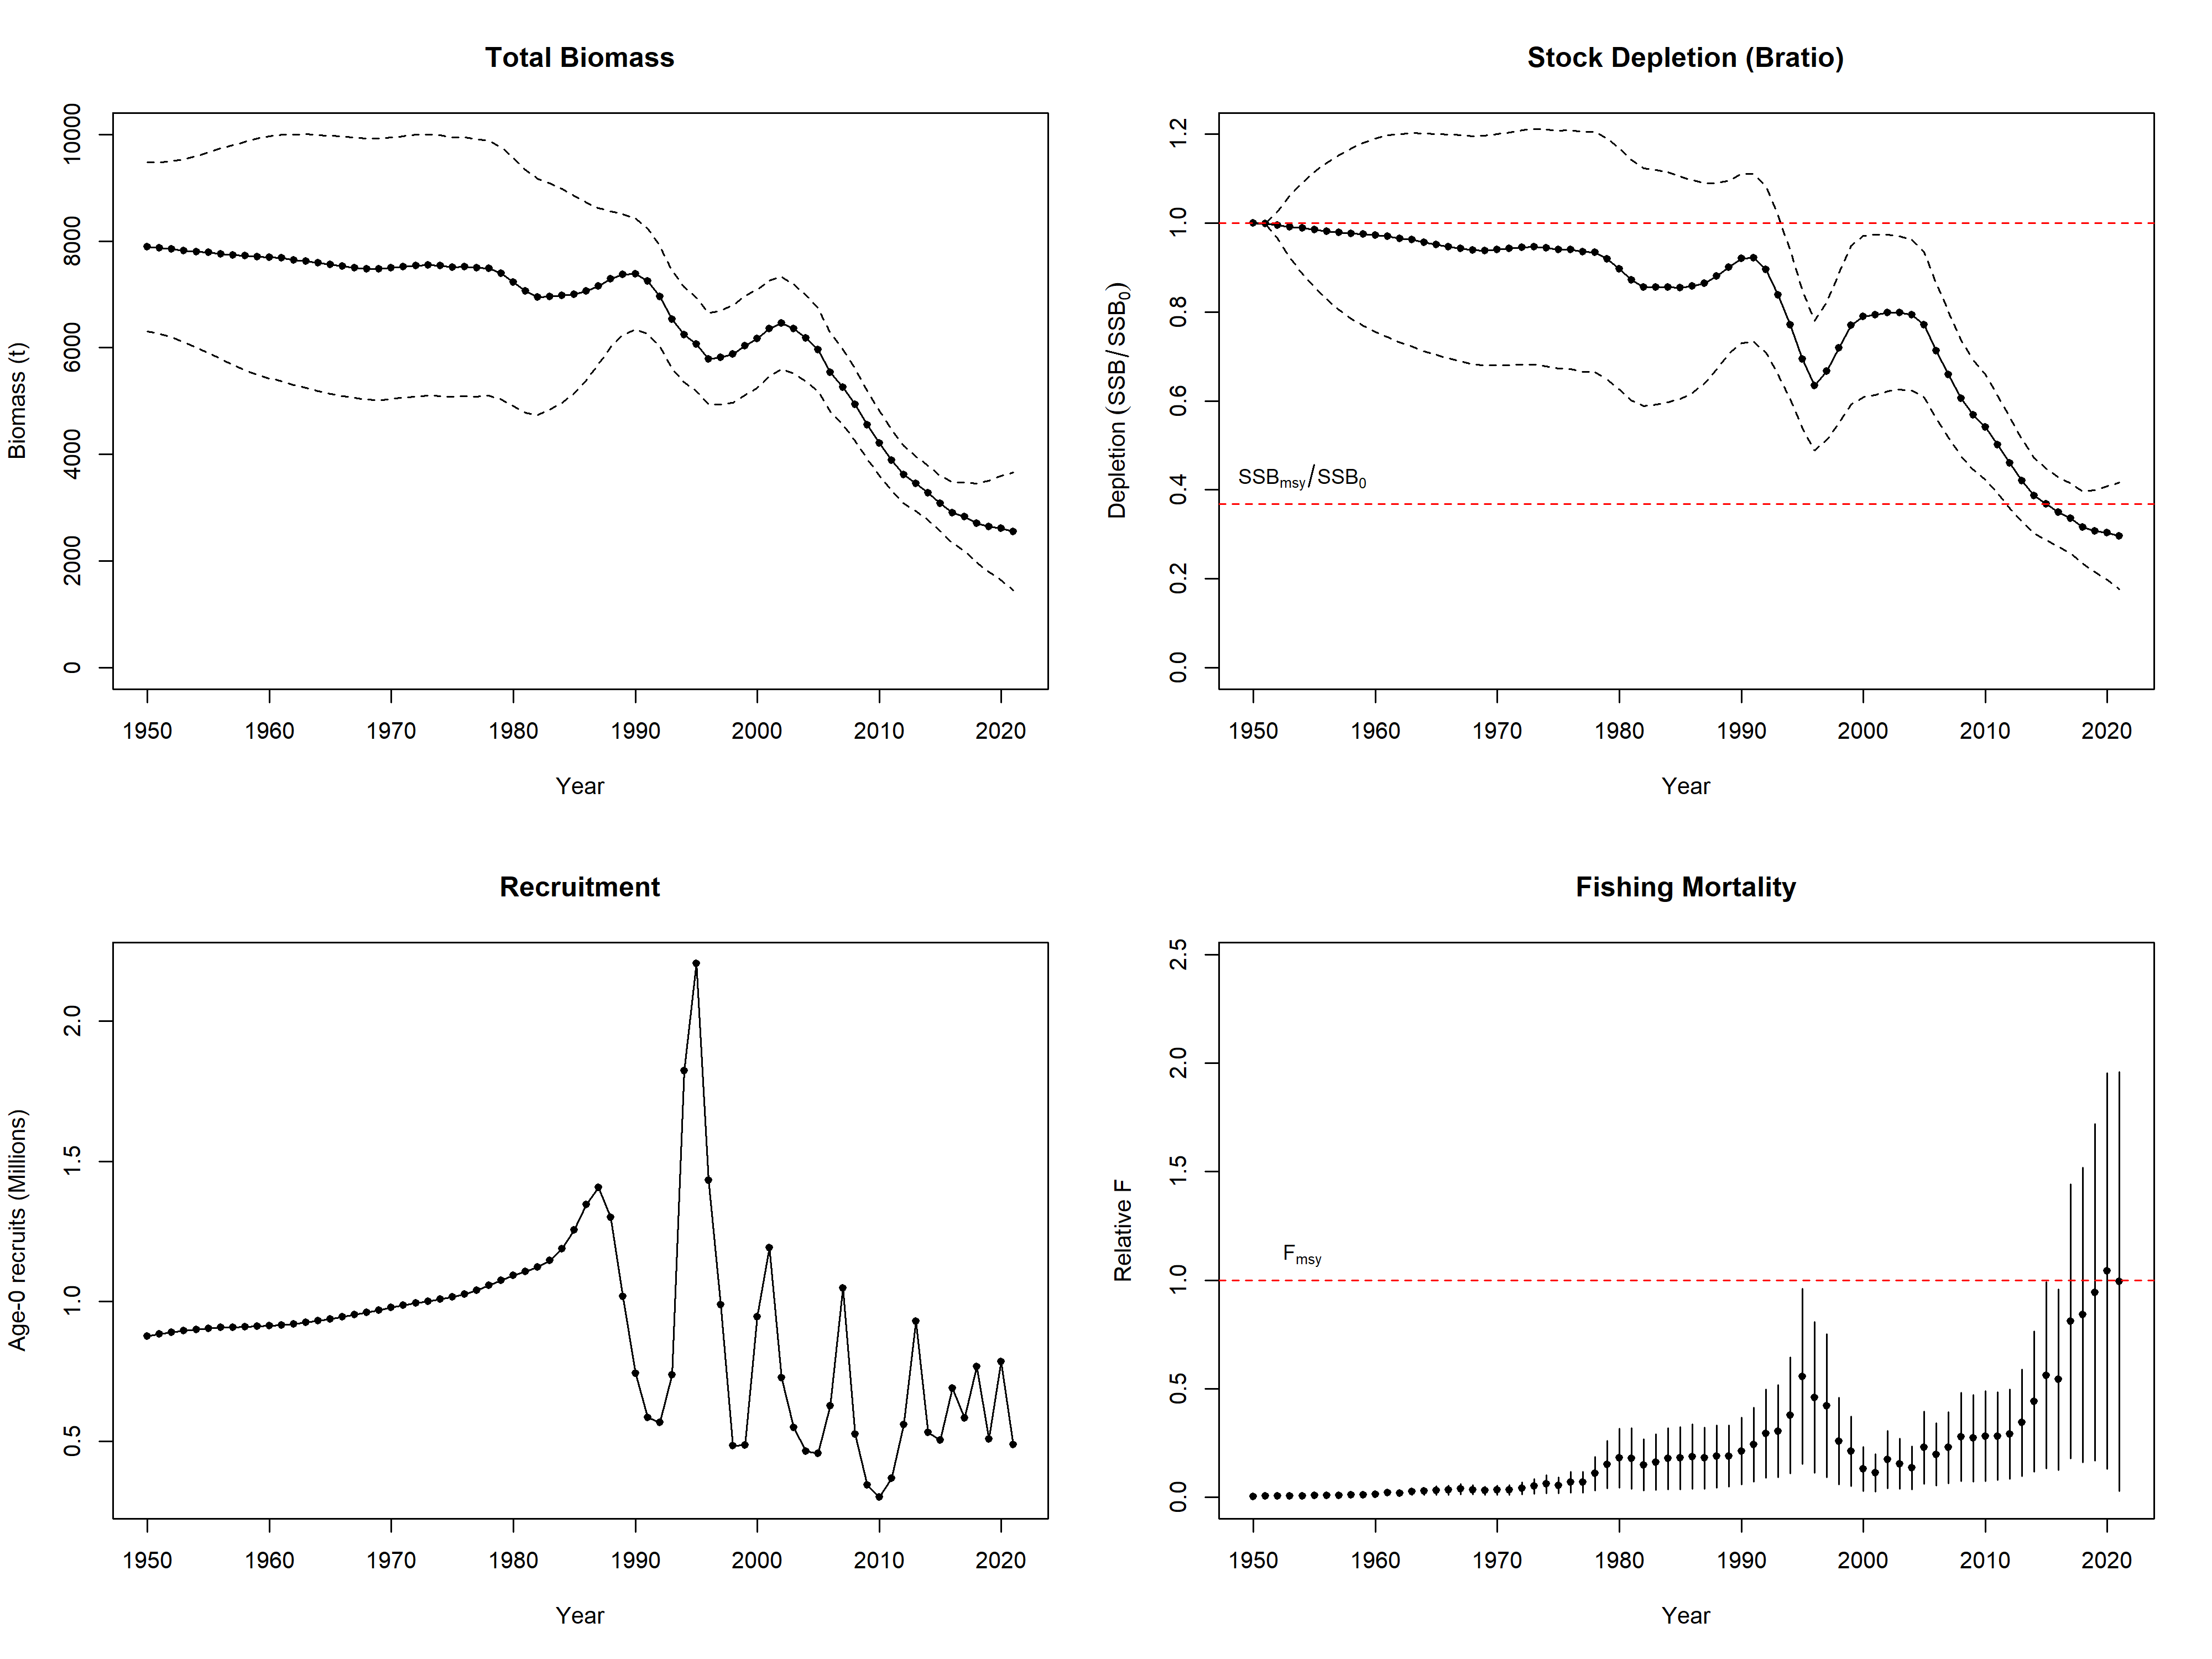 Total Biomass
Biomass (t)
10000
8000
6000
4000
2000
0
1950 1960 1970 1980 1990 2000 2010 2020
Year
Stock Depletion (Bratio)
Depletion (SSB/SSB₀)
1.2
1.0
0.8
0.6
0.4
0.2
0.0
SSBmsy/SSB₀
1950 1960 1970 1980 1990 2000 2010 2020
Year
Recruitment
Age-0 recruits (Millions)
2.0
1.5
1.0
0.5
1950 1960 1970 1980 1990 2000 2010 2020
Year
Fishing Mortality
Relative F
2.5
2.0
1.5
1.0
0.5
0.0
Fmsy
1950 1960 1970 1980 1990 2000 2010 2020
Year